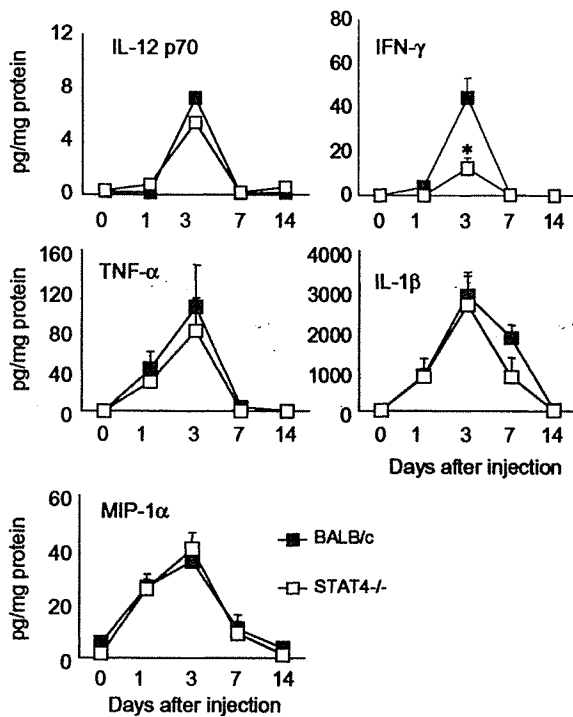 IL-12 p70
pg/mg protein
12
8
4
0
0 1 3 7 14
IFN-γ
80
60
40
20
0
*
0 1 3 7 14
TNF-α
pg/mg protein
160
120
80
40
0
0 1 3 7 14
IL-1β
4000
3000
2000
1000
0
0 1 3 7 14
Days after injection
MIP-1α
pg/mg protein
60
40
20
0
0 1 3 7 14
Days after injection
BALB/c
STAT4-/-